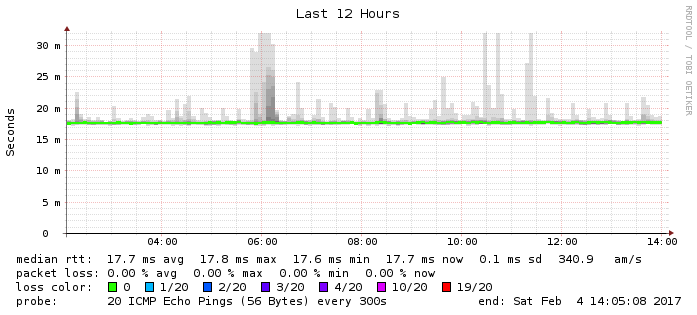 Last 12 Hours
RRDTOOL / TOBI OETIKER
Seconds
30 m
25 m
20 m
15 m
10 m
5 m
0
04:00 06:00 08:00 10:00 12:00 14:00
median rtt: 17.7 ms avg 17.8 ms max 17.6 ms min 17.7 ms now 0.1 ms sd 340.9 am/s
packet loss: 0.00 % avg 0.00 % max 0.00 % min 0.00 % now
loss color: 0 1/20 2/20 3/20 4/20 10/20 19/20
probe: 20 ICMP Echo Pings (56 Bytes) every 300s end: Sat Feb 4 14:05:08 2017